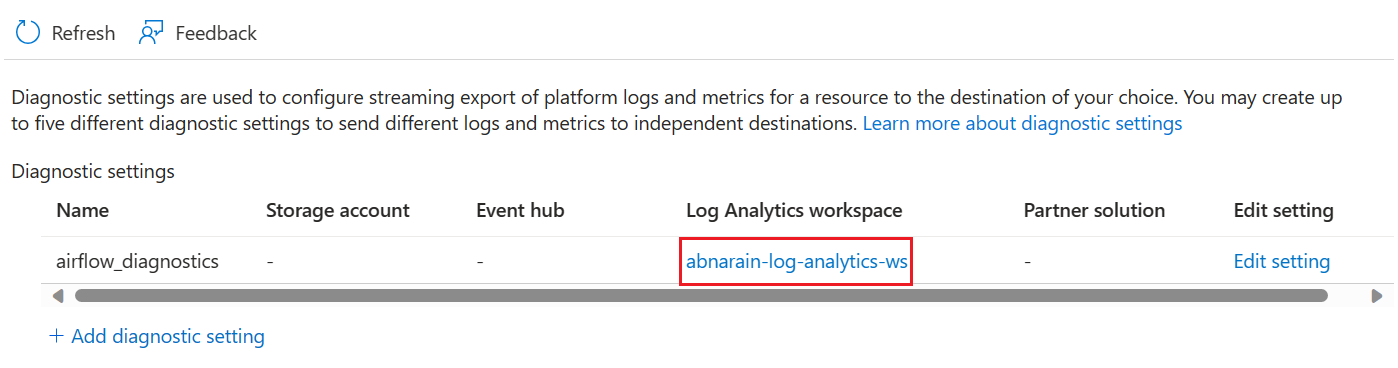 Refresh Feedback
Diagnostic settings are used to configure streaming export of platform logs and metrics for a resource to the destination of your choice. You may create up
to five different diagnostic settings to send different logs and metrics to independent destinations. Learn more about diagnostic settings
Diagnostic settings
Name Storage account Event hub Log Analytics workspace Partner solution Edit setting
airflow_diagnostics - - abnarain-log-analytics-ws - Edit setting
+ Add diagnostic setting